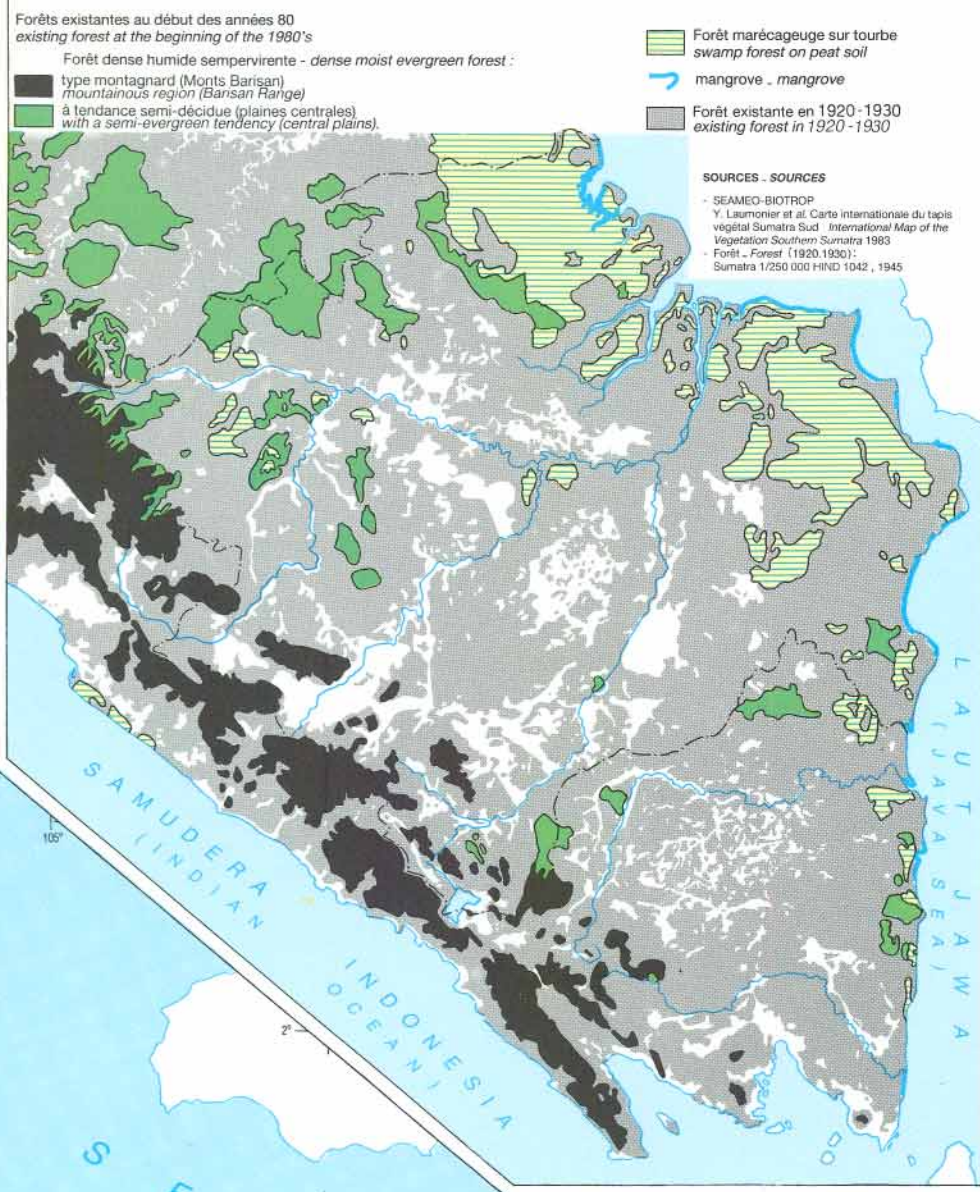 Forêts existantes au début des années 80
existing forest at the beginning of the 1980's
Forêt dense humide sempervirente - dense moist evergreen forest :
type montagnard (Monts Barisan)
mountainous region (Barisan Range)
à tendance semi-décidue (plaines centrales)
with a semi-evergreen tendency (central plains).
Forêt marécageuge sur tourbe
swamp forest on peat soil
mangrove - mangrove
Forêt existante en 1920-1930
existing forest in 1920-1930
SOURCES - SOURCES
- SEAMEO-BIOTROP
Y. Laumonier et al. Carte internationale du tapis
végétal Sumatra Sud International Map of the
Vegetation Southern Sumatra 1983
- Forêt - Forest (1920.1930):
Sumatra 1/250 000 HIND 1042, 1945
LAUT JAWA
(JAVA SEA)
SAMUDERA
(INDIAN
INDONESIA
OCEAN)
105°
2°
S
E